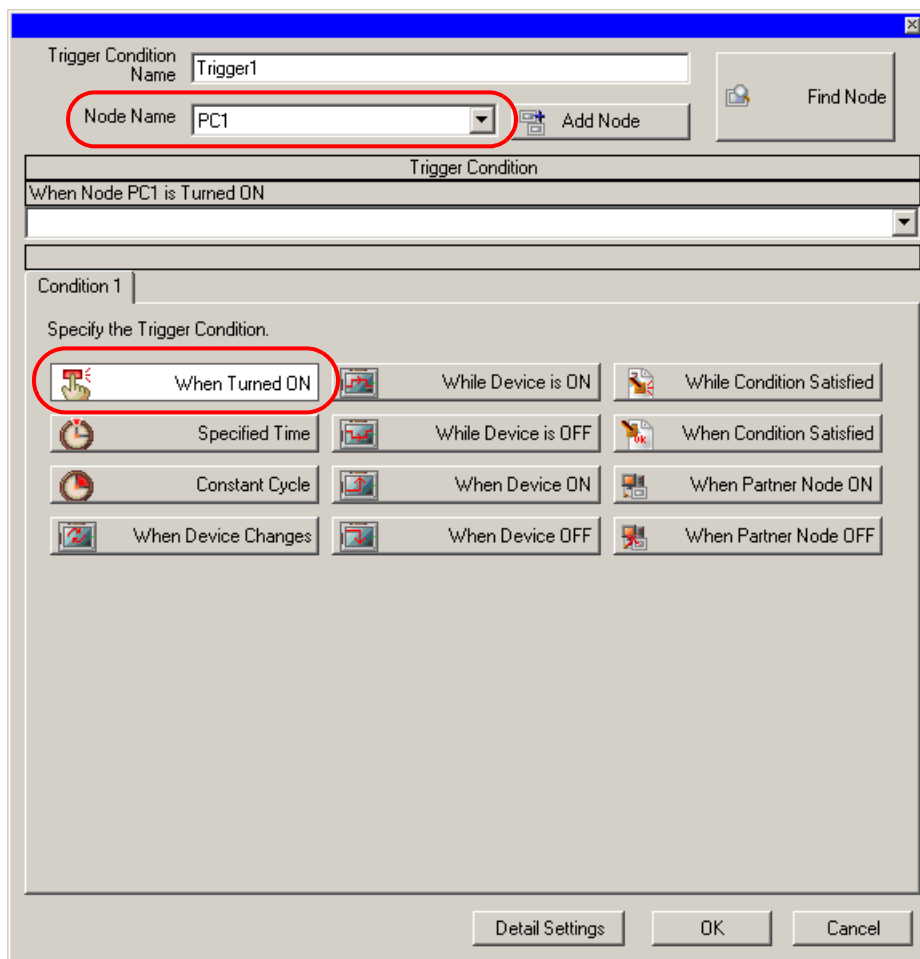 Trigger Condition
Name
Trigger1
Find Node
Node Name
PC1
Add Node
Trigger Condition
When Node PC1 is Turned ON
Condition 1
Specify the Trigger Condition.
When Turned ON
While Device is ON
While Condition Satisfied
Specified Time
While Device is OFF
When Condition Satisfied
Constant Cycle
When Device ON
When Partner Node ON
When Device Changes
When Device OFF
When Partner Node OFF
Detail Settings
OK
Cancel